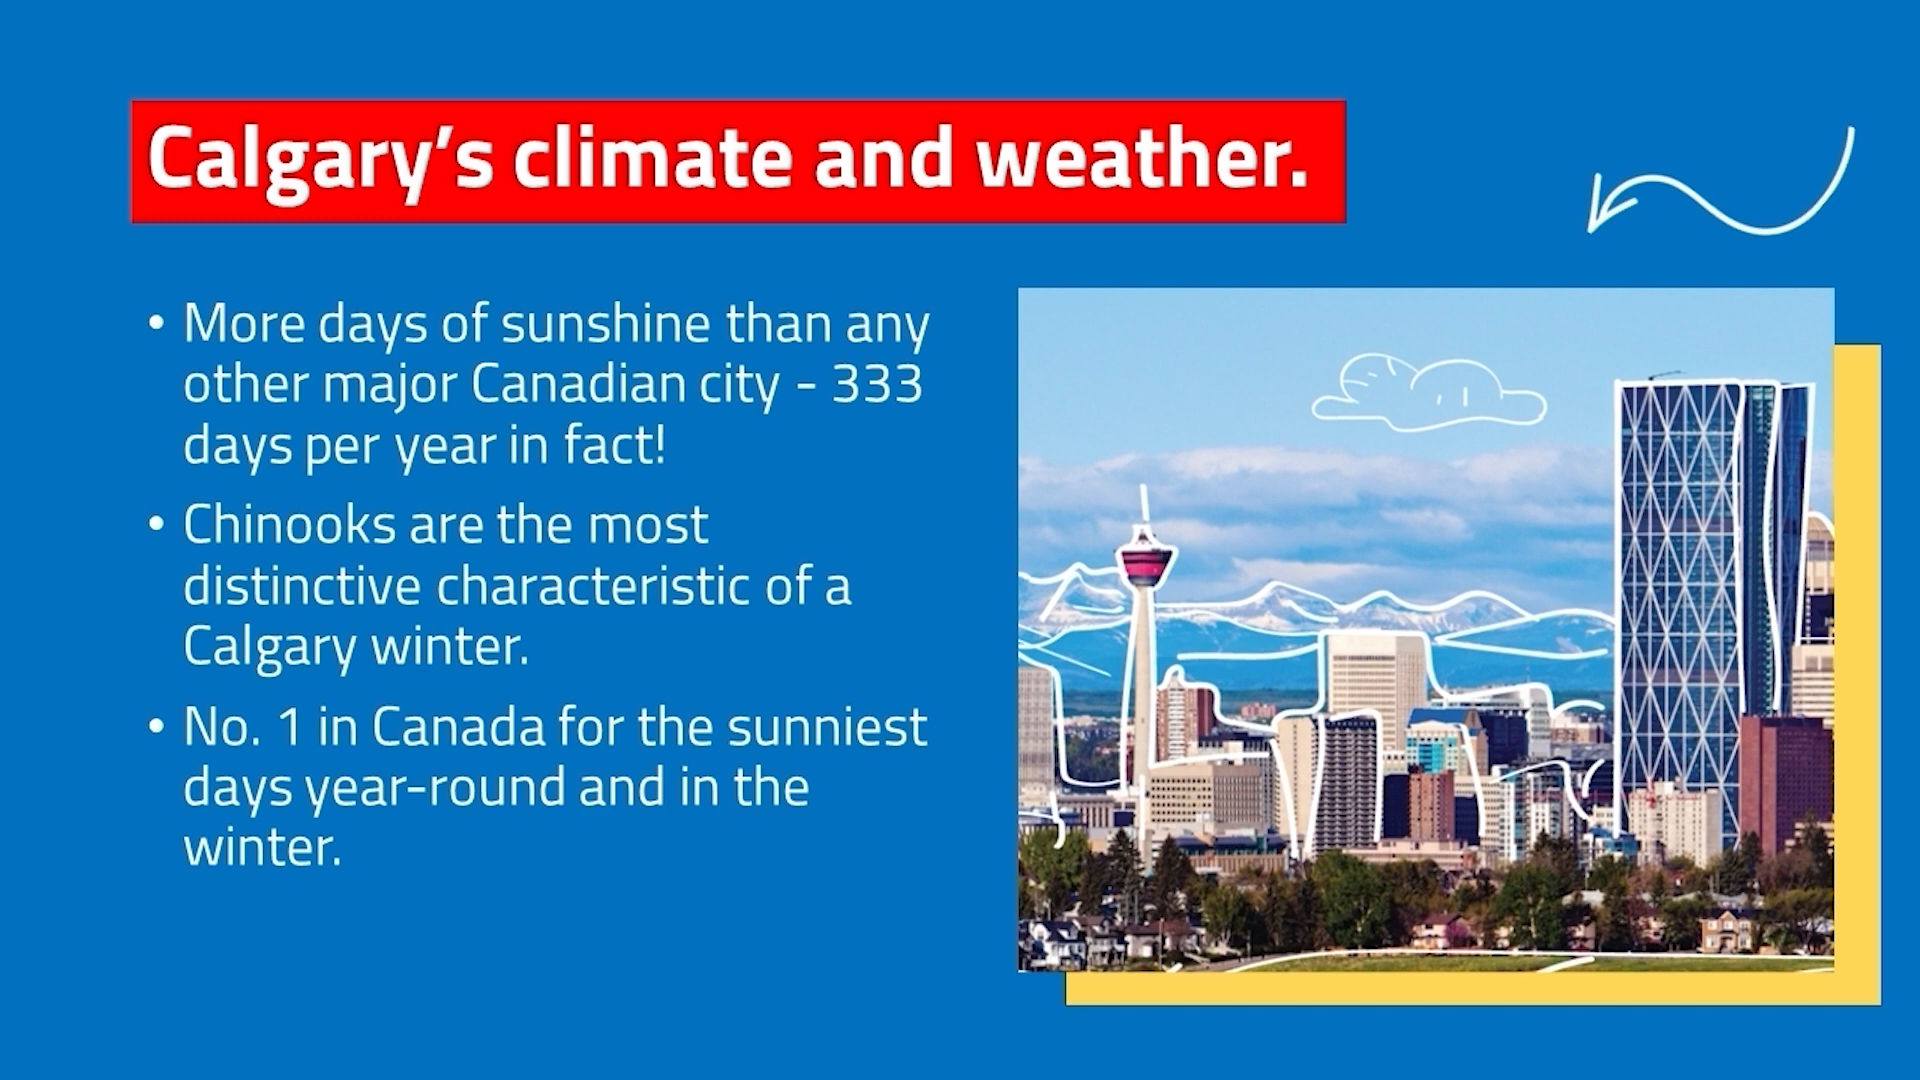 Calgary’s climate and weather.
• More days of sunshine than any
other major Canadian city - 333
days per year in fact!
• Chinooks are the most
distinctive characteristic of a
Calgary winter.
• No. 1 in Canada for the sunniest
days year-round and in the
winter.